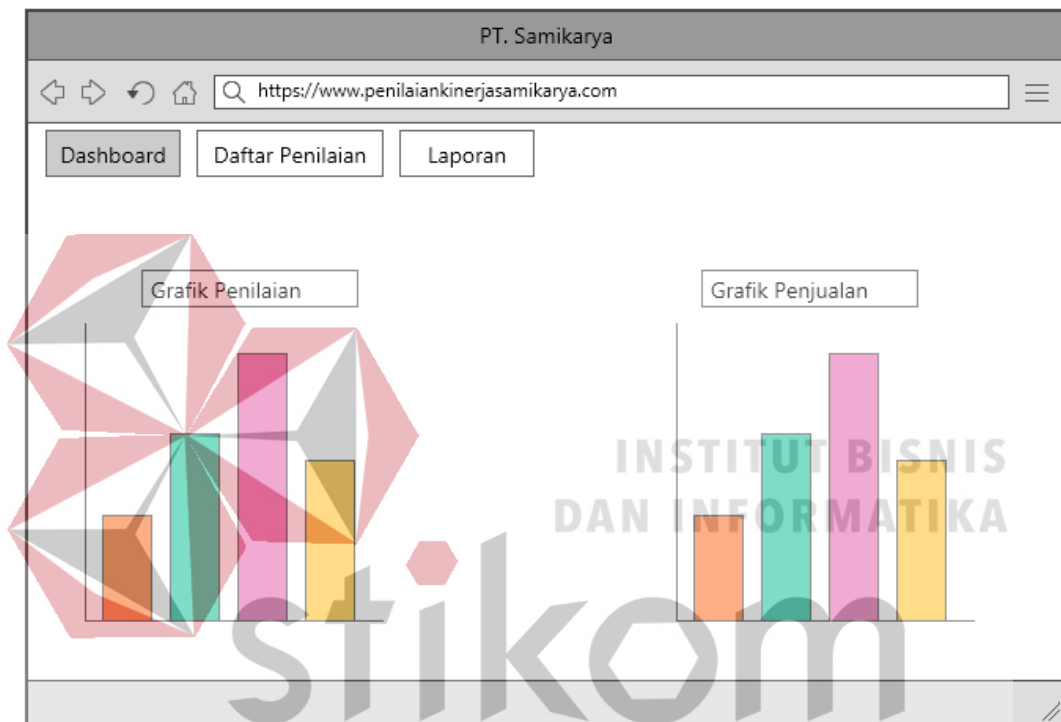 PT. Samikarya
https://www.penilaiankinerjasamikarya.com
Dashboard Daftar Penilaian Laporan
Grafik Penilaian Grafik Penjualan
INSTITUT BISNIS
DAN INFORMATIKA
stikom